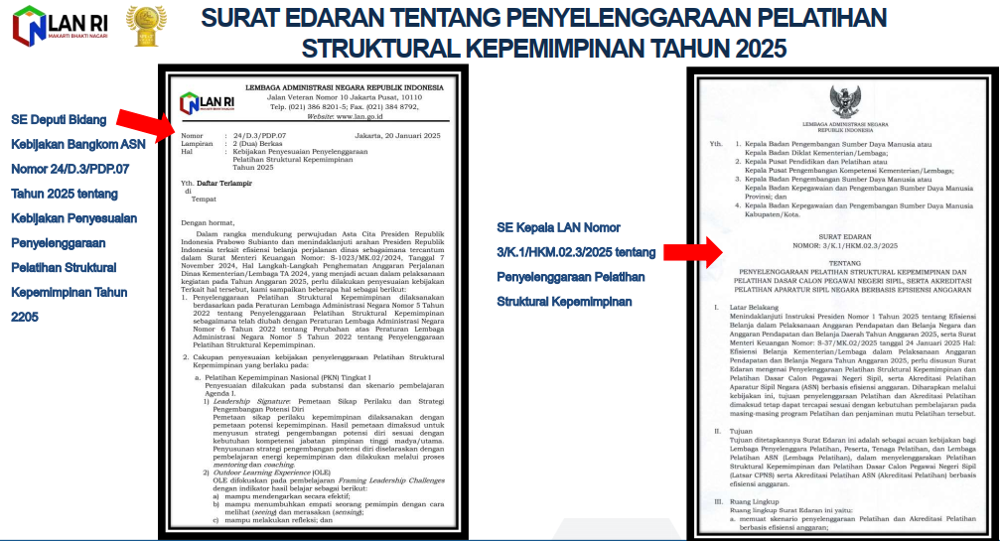 LAN RI
MAKARTI BHAKTI NAGARI
SURAT EDARAN TENTANG PENYELENGGARAAN PELATIHAN
STRUKTURAL KEPEMIMPINAN TAHUN 2025
SE Deputi Bidang
Kebijakan Bangkom ASN
Nomor 24/D.3/PDP.07
Tahun 2025 tentang
Kebijakan Penyesuaian
Penyelenggaraan
Pelatihan Struktural
Kepemimpinan Tahun
2205
LAN RI
LEMBAGA ADMINISTRASI NEGARA REPUBLIK INDONESIA
Jalan Veteran Nomor 10 Jakarta Pusat, 10110
Telp. (021) 386 8201-5; Fax. (021) 384 8792,
Website: www.lan.go.id
Nomor : 24/D.3/PDP.07 Jakarta, 20 Januari 2025
Lampiran : 2 (Dua) Berkas
Hal : Kebijakan Penyesuaian Penyelenggaraan
Pelatihan Struktural Kepemimpinan
Tahun 2025
Yth. Daftar Terlampir
di
Tempat
Dengan hormat,
Dalam rangka mendukung perwujudan Asta Cita Presiden Republik
Indonesia Prabowo Subianto dan menindaklanjuti arahan Presiden Republik
Indonesia terkait efisiensi belanja perjalanan dinas sebagaimana tercantum
dalam Surat Menteri Keuangan Nomor: S-1023/MK.02/2024, Tanggal 7
November 2024, Hal Langkah-Langkah Penghematan Anggaran Perjalanan
Dinas Kementerian/Lembaga TA 2024, yang menjadi acuan dalam pelaksanaan
kegiatan pada Tahun Anggaran 2025, perlu dilakukan penyesuaian kebijakan
Terkait hal tersebut, kami sampaikan beberapa hal sebagai berikut:
1. Penyelenggaraan Pelatihan Struktural Kepemimpinan dilaksanakan
berdasarkan pada Peraturan Lembaga Administrasi Negara Nomor 5 Tahun
2022 tentang Penyelenggaraan Pelatihan Struktural Kepemimpinan
sebagaimana telah diubah dengan Peraturan Lembaga Administrasi Negara
Nomor 6 Tahun 2022 tentang Perubahan atas Peraturan Lembaga
Administrasi Negara Nomor 5 Tahun 2022 tentang Penyelenggaraan
Pelatihan Struktural Kepemimpinan.
2. Cakupan penyesuaian kebijakan penyelenggaraan Pelatihan Struktural
Kepemimpinan yang berlaku pada:
a. Pelatihan Kepemimpinan Nasional (PKN) Tingkat I
Penyesuaian dilakukan pada substansi dan skenario pembelajaran
Agenda I.
1) Leadership Signature: Pemetaan Sikap Perilaku dan Strategi
Pengembangan Potensi Diri
Pemetaan sikap perilaku kepemimpinan dilaksanakan dengan
pemetaan potensi kepemimpinan. Hasil pemetaan dimaksud untuk
menyusun strategi pengembangan potensi diri sesuai dengan
kebutuhan kompetensi jabatan pimpinan tinggi madya/utama.
Penyusunan strategi pengembangan potensi diri diselaraskan dengan
pembelajaran energi kepemimpinan dan dilakukan melalui proses
mentoring dan coaching.
2) Outdoor Learning Experience (OLE)
OLE difokuskan pada pembelajaran Framing Leadership Challenges
dengan indikator hasil belajar sebagai berikut:
a) mampu mendengarkan secara efektif;
b) mampu menumbuhkan empati seorang pemimpin dengan cara
melihat (seeing) dan merasakan (sensing);
c) mampu melakukan refleksi; dan
SE Kepala LAN Nomor
3/K.1/HKM.02.3/2025 tentang
Penyelenggaraan Pelatihan
Struktural Kepemimpinan
LEMBAGA ADMINISTRASI NEGARA
REPUBLIK INDONESIA
Yth. 1. Kepala Badan Pengembangan Sumber Daya Manusia atau
Kepala Badan Diklat Kementerian/Lembaga;
2. Kepala Pusat Pendidikan dan Pelatihan atau
Kepala Pusat Pengembangan Kompetensi Kementerian/Lembaga;
3. Kepala Badan Pengembangan Sumber Daya Manusia atau
Kepala Badan Kepegawaian dan Pengembangan Sumber Daya Manusia
Provinsi; dan
4. Kepala Badan Kepegawaian dan Pengembangan Sumber Daya Manusia
Kabupaten/Kota.
SURAT EDARAN
NOMOR: 3/K.1/HKM.02.3/2025
TENTANG
PENYELENGGARAAN PELATIHAN STRUKTURAL KEPEMIMPINAN DAN
PELATIHAN DASAR CALON PEGAWAI NEGERI SIPIL, SERTA AKREDITASI
PELATIHAN APARATUR SIPIL NEGARA BERBASIS EFISIENSI ANGGARAN
I. Latar Belakang
Menindaklanjuti Instruksi Presiden Nomor 1 Tahun 2025 tentang Efisiensi
Belanja dalam Pelaksanaan Anggaran Pendapatan dan Belanja Negara dan
Anggaran Pendapatan dan Belanja Daerah Tahun Anggaran 2025, serta Surat
Menteri Keuangan Nomor: S-37/MK.02/2025 tanggal 24 Januari 2025 Hal:
Efisiensi Belanja Kementerian/Lembaga dalam Pelaksanaan Anggaran
Pendapatan dan Belanja Negara Tahun Anggaran 2025, perlu disusun Surat
Edaran mengenai Penyelenggaraan Pelatihan Struktural Kepemimpinan dan
Pelatihan Dasar Calon Pegawai Negeri Sipil, serta Akreditasi Pelatihan
Aparatur Sipil Negara (ASN) berbasis efisiensi anggaran. Diharapkan melalui
kebijakan ini, tujuan penyelenggaraan Pelatihan dan Akreditasi Pelatihan
dimaksud tetap dapat tercapai sesuai dengan kebutuhan pembelajaran pada
masing-masing program Pelatihan dan penjaminan mutu Pelatihan tersebut.
II. Tujuan
Tujuan ditetapkannya Surat Edaran ini adalah sebagai acuan kebijakan bagi
Lembaga Penyelenggara Pelatihan, Peserta, Tenaga Pelatihan, dan Lembaga
Pelatihan ASN (Lembaga Pelatihan), dalam menyelenggarakan Pelatihan
Struktural Kepemimpinan dan Pelatihan Dasar Calon Pegawai Negeri Sipil
(Latsar CPNS) serta Akreditasi Pelatihan ASN (Akreditasi Pelatihan) berbasis
efisiensi anggaran.
III. Ruang Lingkup
Ruang lingkup Surat Edaran ini yaitu:
a. memuat skenario penyelenggaraan Pelatihan dan Akreditasi Pelatihan
berbasis efisiensi anggaran;